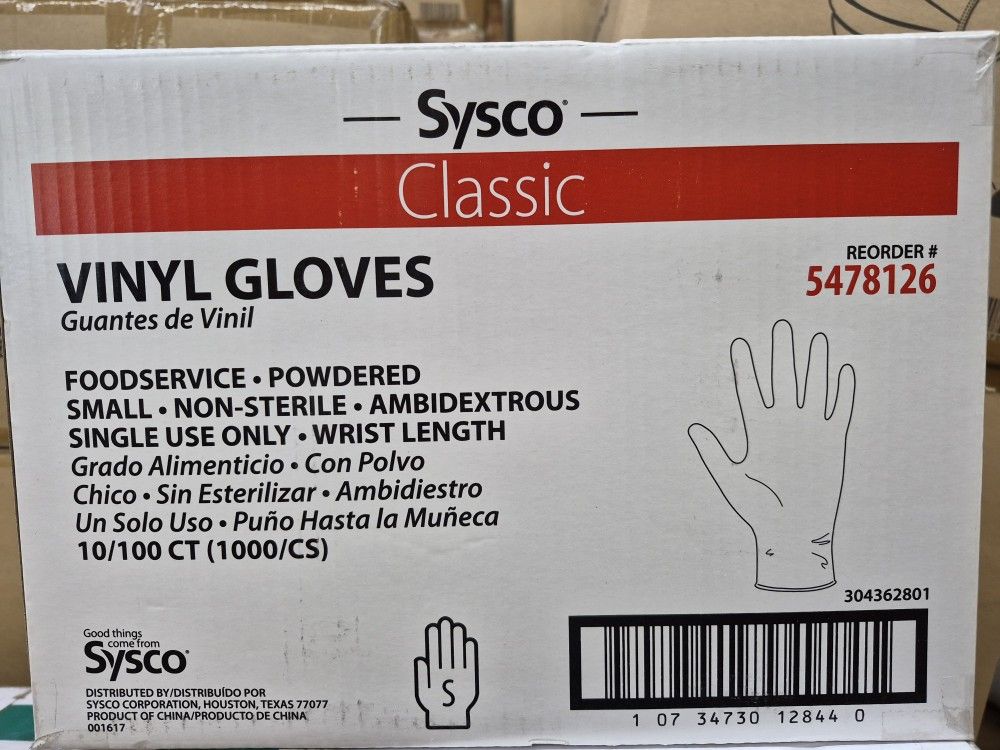 Sysco
Classic
VINYL GLOVES
Guantes de Vinil
REORDER #
5478126
FOODSERVICE • POWDERED
SMALL • NON-STERILE • AMBIDEXTROUS
SINGLE USE ONLY • WRIST LENGTH
Grado Alimenticio • Con Polvo
Chico • Sin Esterilizar • Ambidiestro
Un Solo Uso • Puño Hasta la Muñeca
10/100 CT (1000/CS)
304362801
Good things
come from
Sysco
S
DISTRIBUTED BY/DISTRIBUÍDO POR
SYSCO CORPORATION, HOUSTON, TEXAS 77077
PRODUCT OF CHINA/PRODUCTO DE CHINA
001617
1 07 34730 12844 0